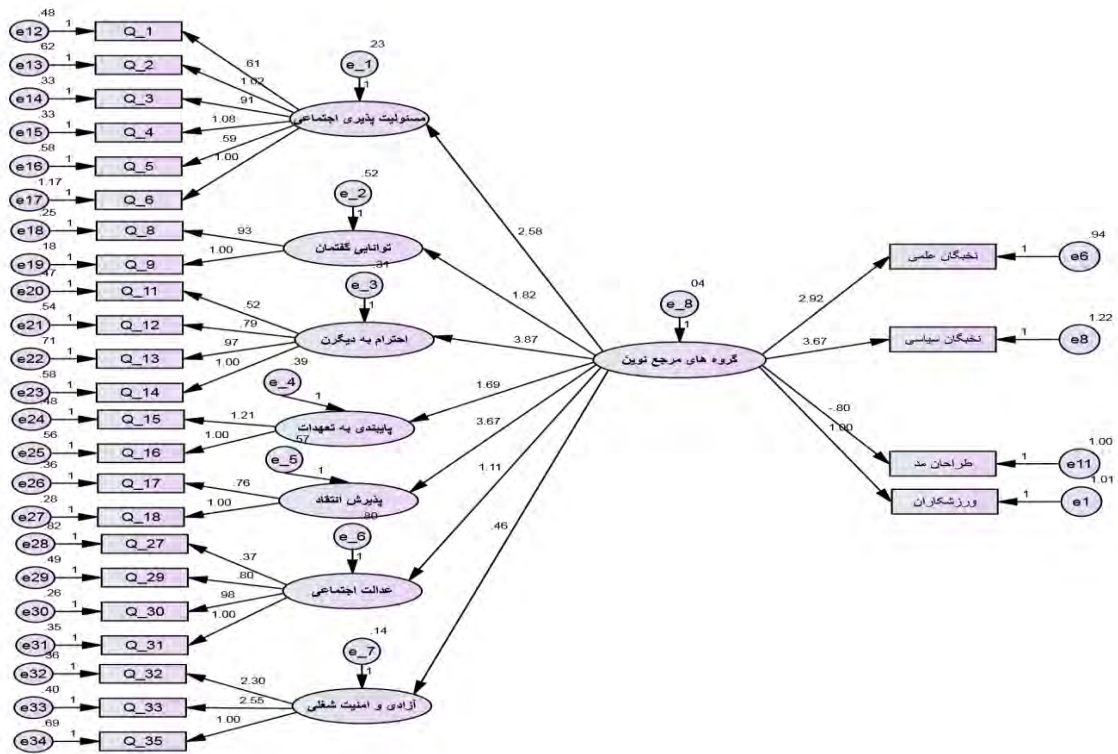 .48
e12 1 Q_1
.62
e13 1 Q_2
.33
e14 1 Q_3
.33
e15 1 Q_4
.58
e16 1 Q_5
1.17
e17 1 Q_6
.25
e18 1 Q_8
.18
e19 1 Q_9
.47
e20 1 Q_11
.54
e21 1 Q_12
.71
e22 1 Q_13
.58
e23 1 Q_14
.48
e24 1 Q_15
.56
e25 1 Q_16
.36
e26 1 Q_17
.28
e27 1 Q_18
.82
e28 1 Q_27
.49
e29 1 Q_29
.26
e30 1 Q_30
.35
e31 1 Q_31
.36
e32 1 Q_32
.40
e33 1 Q_33
.69
e34 1 Q_35
.61
1.02
.91
1.08
.59
1.00
.23
e_1
1
مسئولیت پذیری اجتماعی
.93
1.00
.52
e_2
1
توانایی گفتمان
.52
.79
.97
1.00
.31
e_3
1
احترام به دیگرن
1.21
1.00
.39
e_4
1
پایبندی به تعهدات
.76
1.00
.57
e_5
1
پذیرش انتقاد
.37
.80
.98
1.00
.80
e_6
1
عدالت اجتماعی
2.30
2.55
1.00
.14
e_7
1
آزادی و امنیت شغلی
2.58
1.82
3.87
1.69
3.67
1.11
.46
04
e_8
1
گروه های مرجع نوین
2.92
3.67
-.80
1.00
نخبگان علمی 1 e6
.94
نخبگان سیاسی 1 e8
1.22
طراحان مد 1 e11
1.00
ورزشکاران 1 e1
1.01